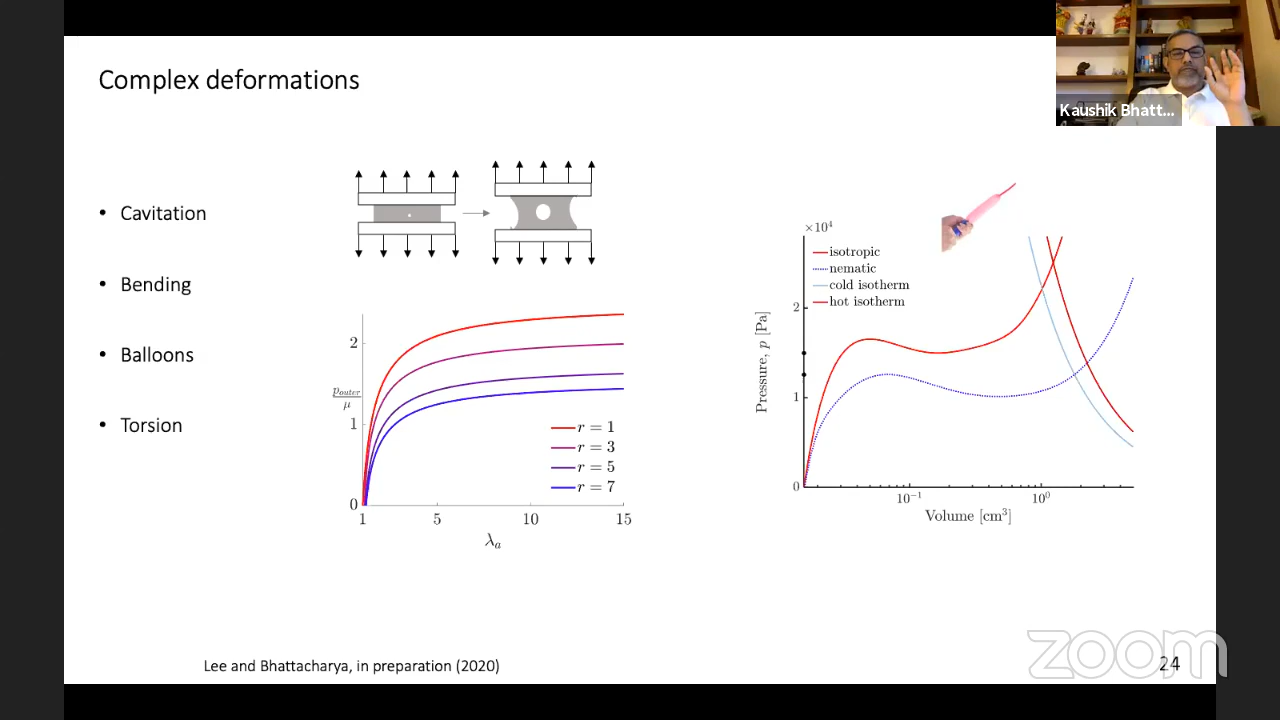 Complex deformations
Kaushik Bhatt...
• Cavitation
• Bending
• Balloons
• Torsion
p_outer/μ
2
1
0
1 5 10 15
λ_a
r = 1
r = 3
r = 5
r = 7
×10⁴
isotropic
nematic
cold isotherm
hot isotherm
Pressure, p [Pa]
2
1
0
10⁻¹ 10⁰
Volume [cm³]
Lee and Bhattacharya, in preparation (2020)
zoom
24